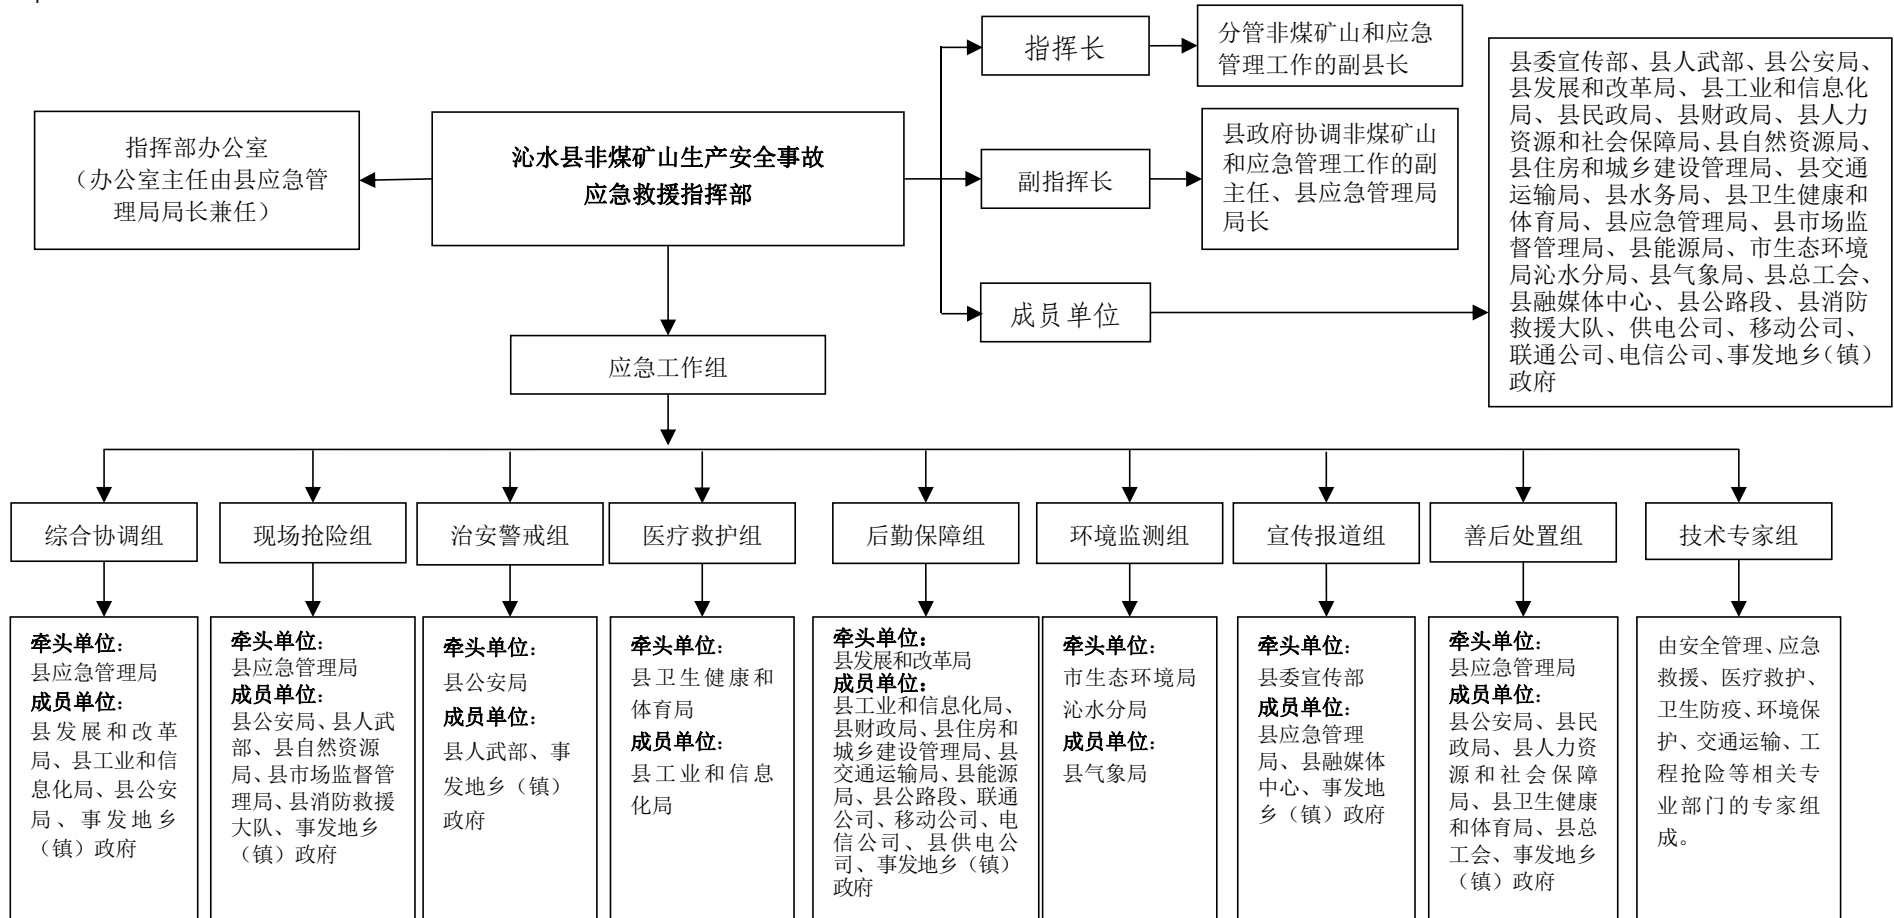 指挥长
分管非煤矿山和应急
管理工作的副县长
县委宣传部、县人武部、县公安局、
县发展和改革局、县工业和信息化
局、县民政局、县财政局、县人力
资源和社会保障局、县自然资源局、
县住房和城乡建设管理局、县交通
运输局、县水务局、县卫生健康和
体育局、县应急管理局、县市场监
督管理局、县能源局、市生态环境
局沁水分局、县气象局、县总工会、
县融媒体中心、县公路段、县消防
救援大队、供电公司、移动公司、
联通公司、电信公司、事发地乡（镇）
政府
指挥部办公室
（办公室主任由县应急管
理局局长兼任）
沁水县非煤矿山生产安全事故
应急救援指挥部
副指挥长
县政府协调非煤矿山
和应急管理工作的副
主任、县应急管理局
局长
成员单位
应急工作组
综合协调组
现场抢险组
治安警戒组
医疗救护组
后勤保障组
环境监测组
宣传报道组
善后处置组
技术专家组
牵头单位：
县应急管理局
成员单位：
县发展和改革
局、县工业和信
息化局、县公安
局、事发地乡
（镇）政府
牵头单位：
县应急管理局
成员单位：
县公安局、县人武
部、县自然资源
局、县市场监督管
理局、县消防救援
大队、事发地乡
（镇）政府
牵头单位：
县公安局
成员单位：
县人武部、事
发地乡（镇）
政府
牵头单位：
县卫生健康和
体育局
成员单位：
县工业和信息
化局
牵头单位：
县发展和改革局
成员单位：
县工业和信息化局、
县财政局、县住房和
城乡建设管理局、县
交通运输局、县能源
局、县公路段、联通
公司、移动公司、电
信公司、县供电公
司、事发地乡（镇）
政府
牵头单位：
市生态环境局
沁水分局
成员单位：
县气象局
牵头单位：
县委宣传部
成员单位：
县应急管理
局、县融媒体
中心、事发地
乡（镇）政府
牵头单位：
县应急管理局
成员单位：
县公安局、县民
政局、县人力资
源和社会保障
局、县卫生健康
和体育局、县总
工会、事发地乡
（镇）政府
由安全管理、应急
救援、医疗救护、
卫生防疫、环境保
护、交通运输、工
程抢险等相关专
业部门的专家组
成。